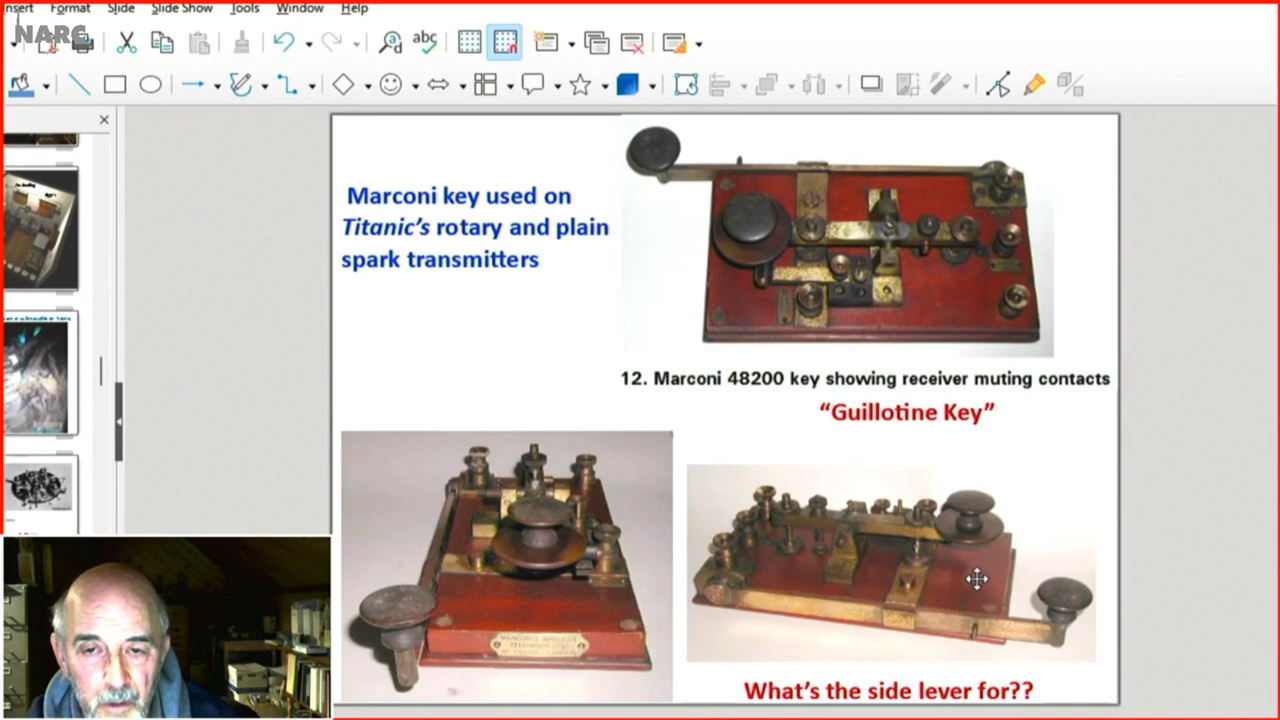 Insert Format Slide Slide Show Tools Window Help
NARC
abc
Marconi key used on
Titanic's rotary and plain
spark transmitters
12. Marconi 48200 key showing receiver muting contacts
“Guillotine Key”
What's the side lever for??